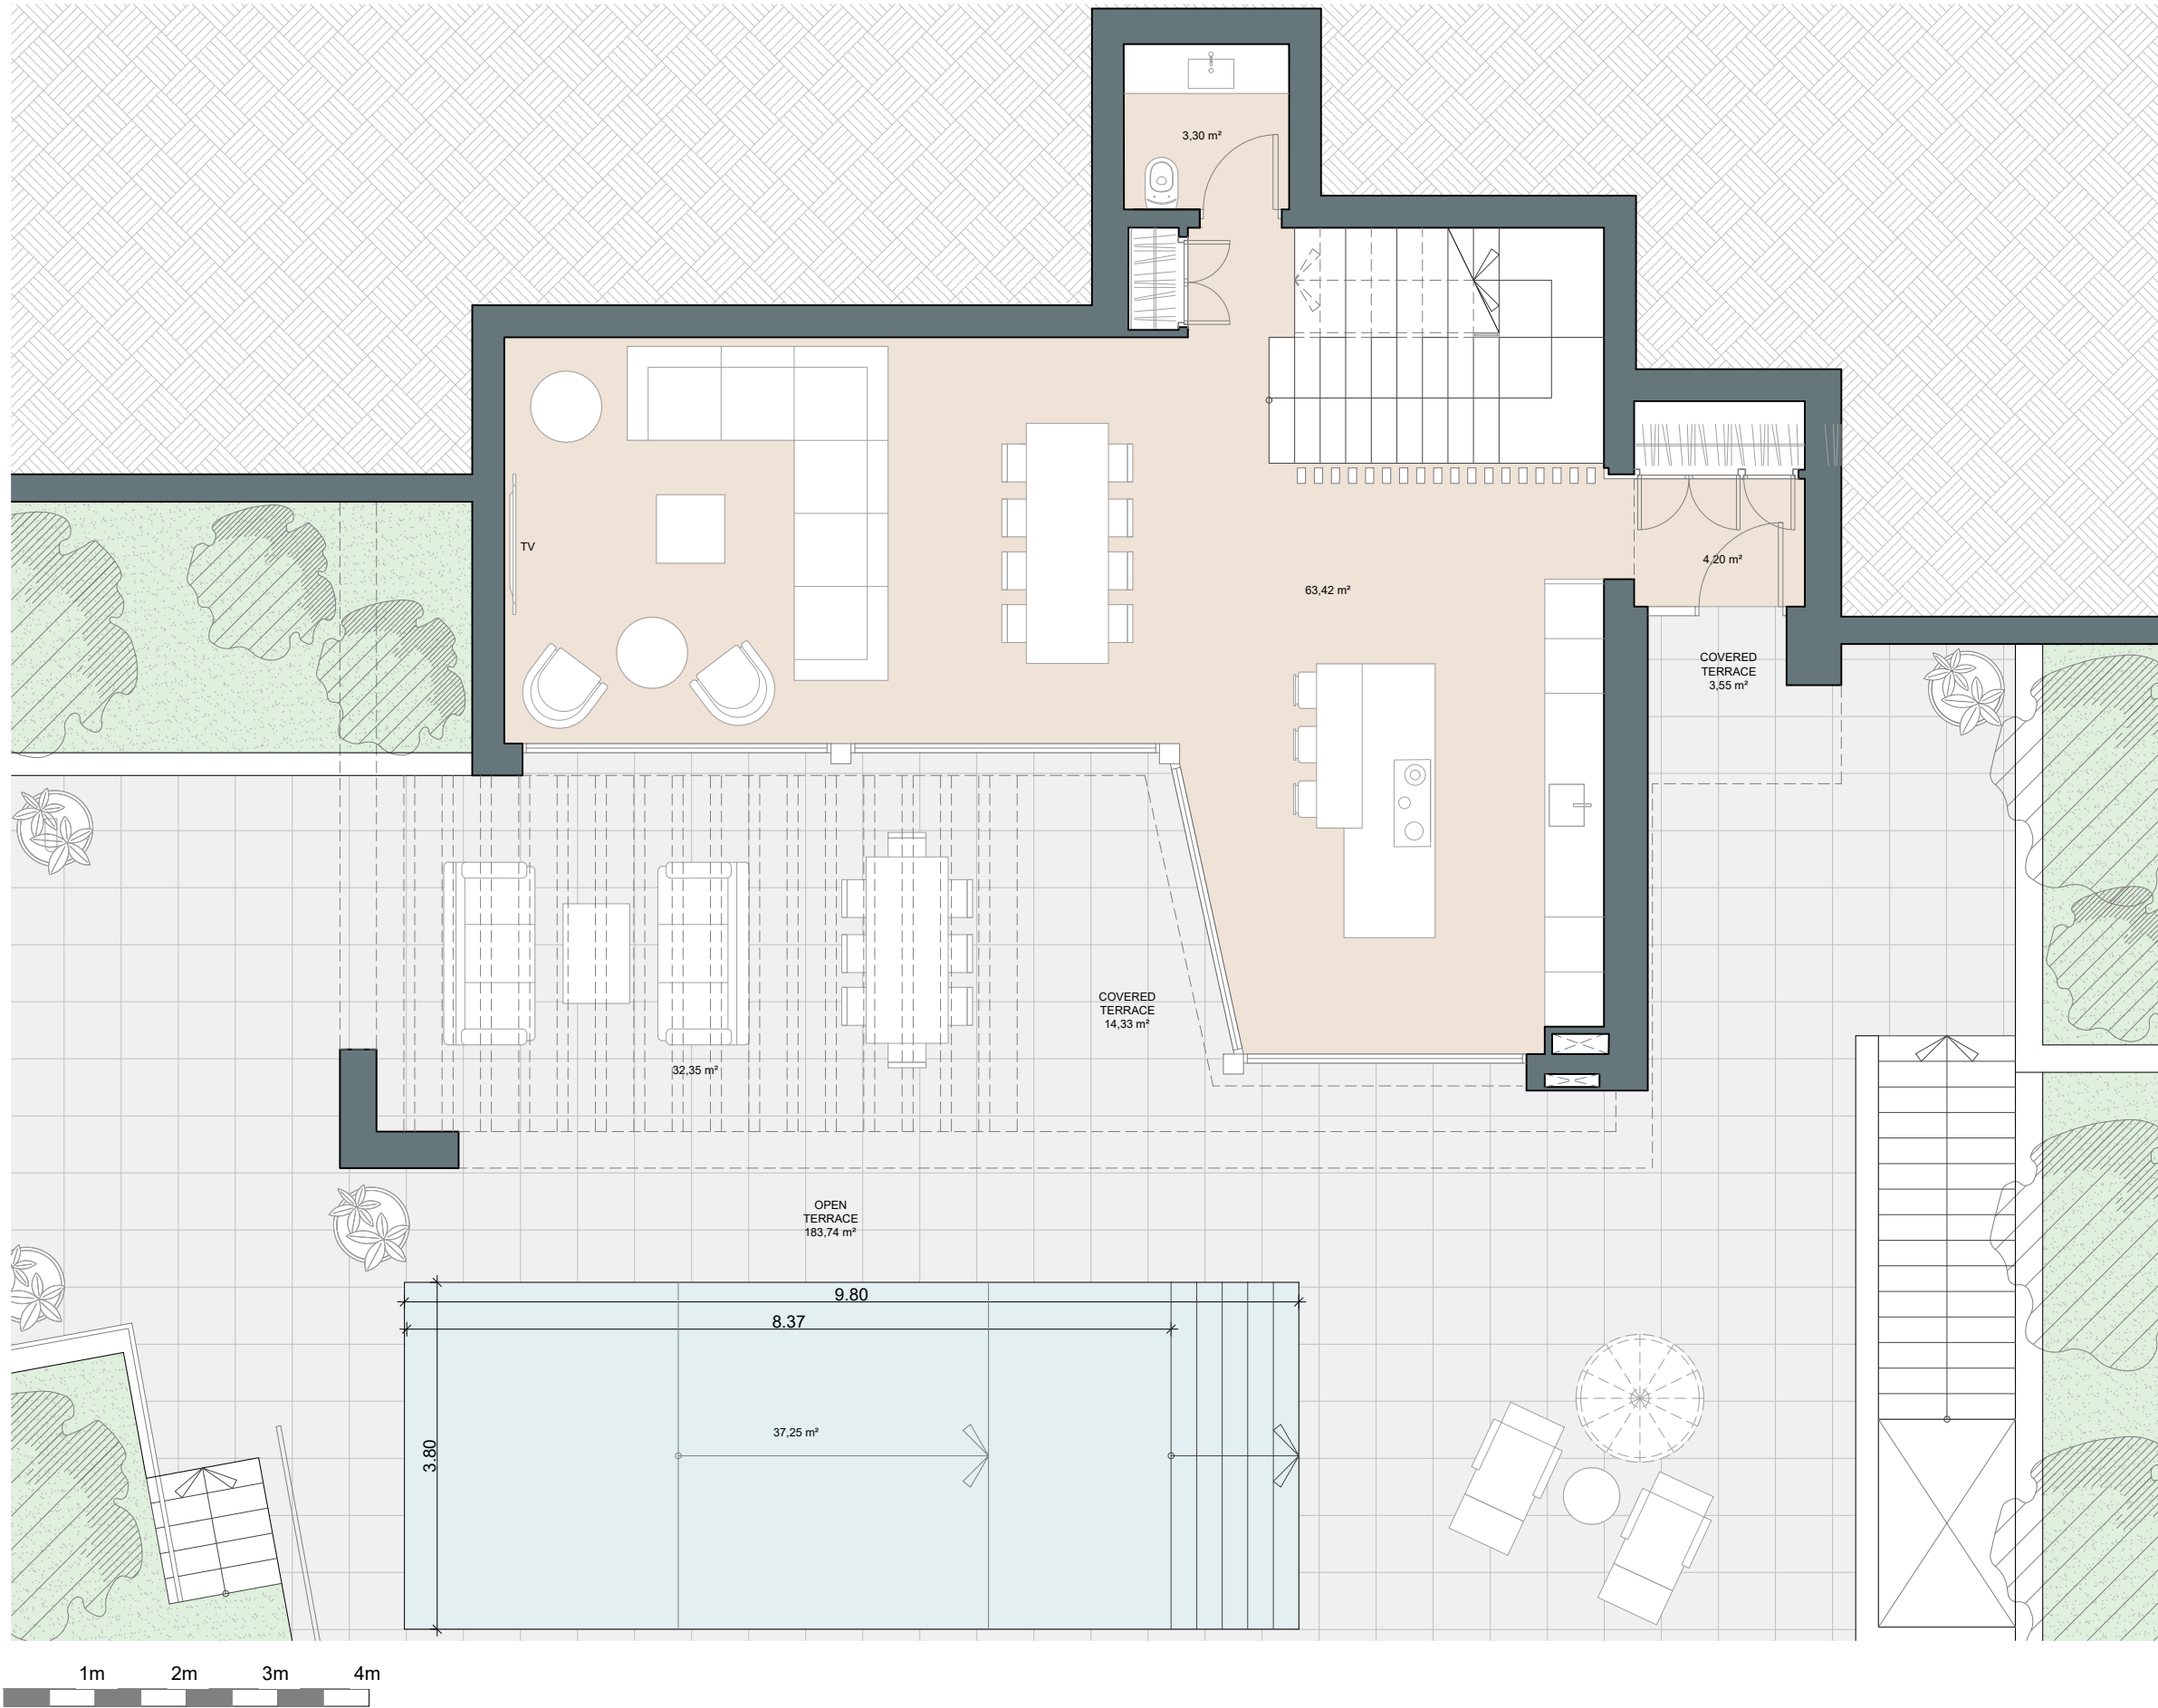 3,30 m²
TV
4,20 m²
63,42 m²
COVERED
TERRACE
3,55 m²
COVERED
TERRACE
14,33 m²
32,35 m²
OPEN
TERRACE
183,74 m²
9.80
8.37
3.80
37,25 m²
1m 2m 3m 4m